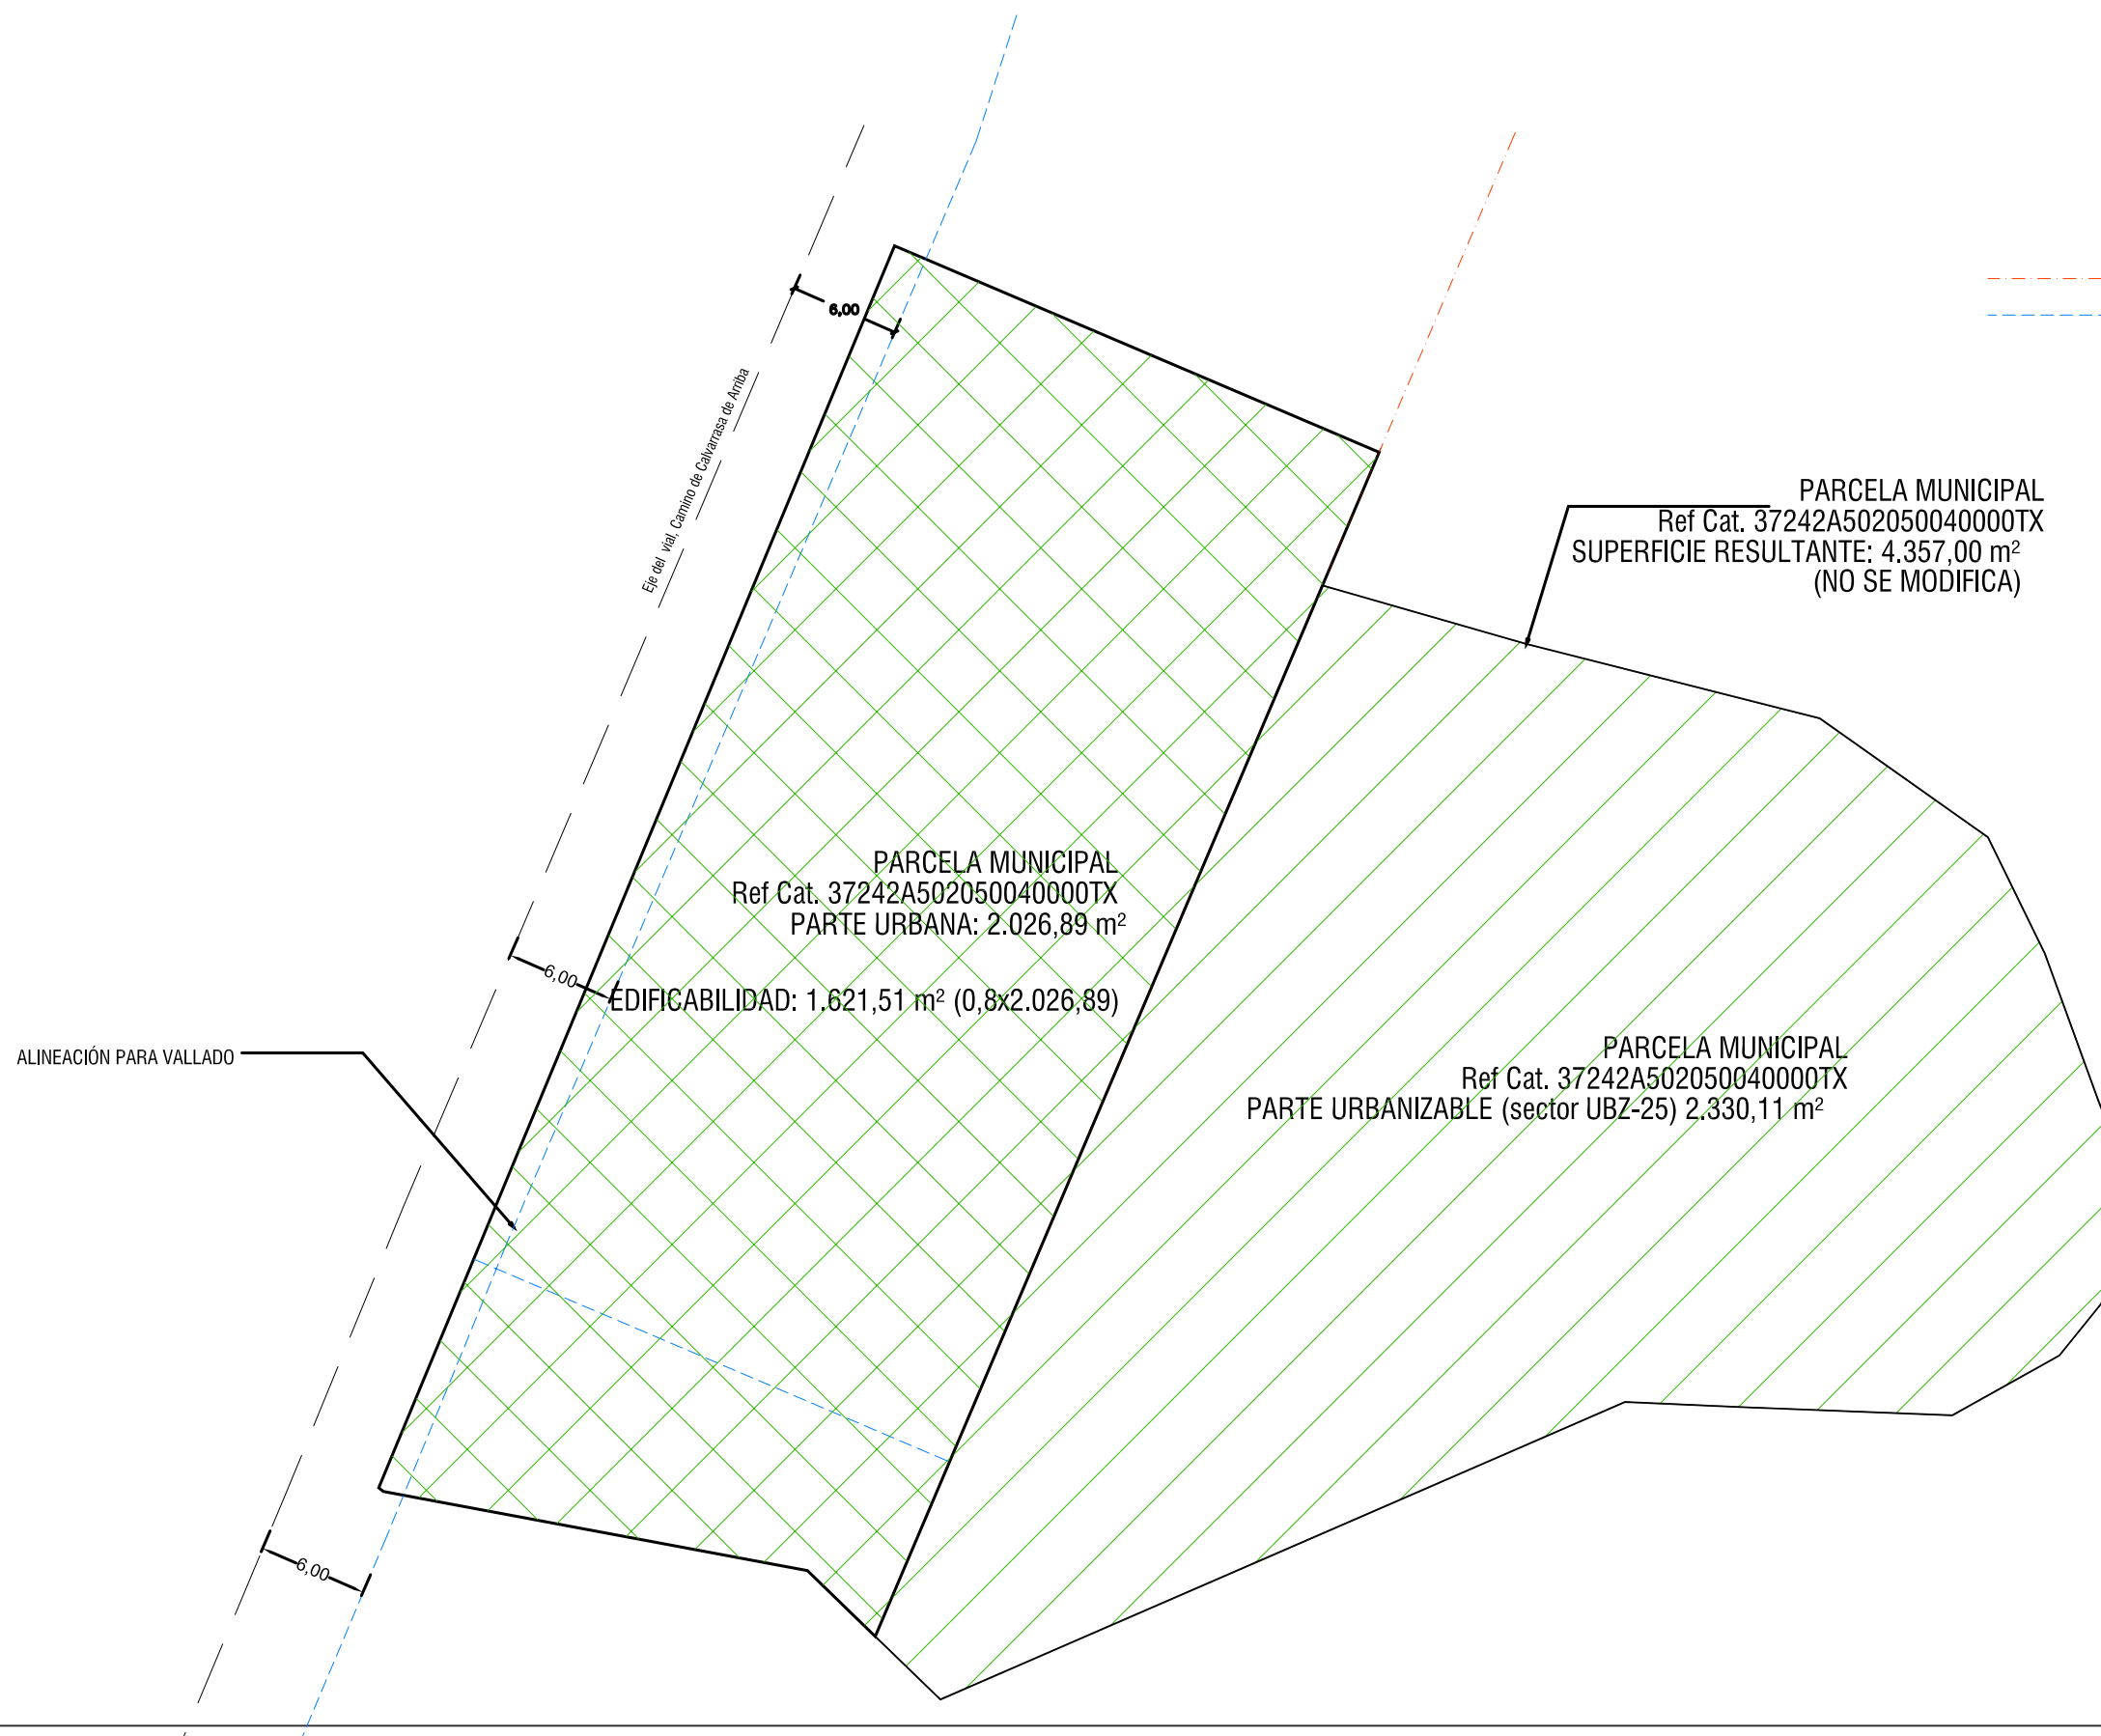 6,00
Eje del vial, Camino de Calvarrasa de Arriba
PARCELA MUNICIPAL
Ref Cat. 37242A502050040000TX
SUPERFICIE RESULTANTE: 4.357,00 m²
(NO SE MODIFICA)
PARCELA MUNICIPAL
Ref Cat. 37242A502050040000TX
PARTE URBANA: 2.026,89 m²
6,00
EDIFICABILIDAD: 1.621,51 m² (0,8x2.026,89)
ALINEACIÓN PARA VALLADO
PARCELA MUNICIPAL
Ref Cat. 37242A502050040000TX
PARTE URBANIZABLE (sector UBZ-25) 2.330,11 m²
6,00